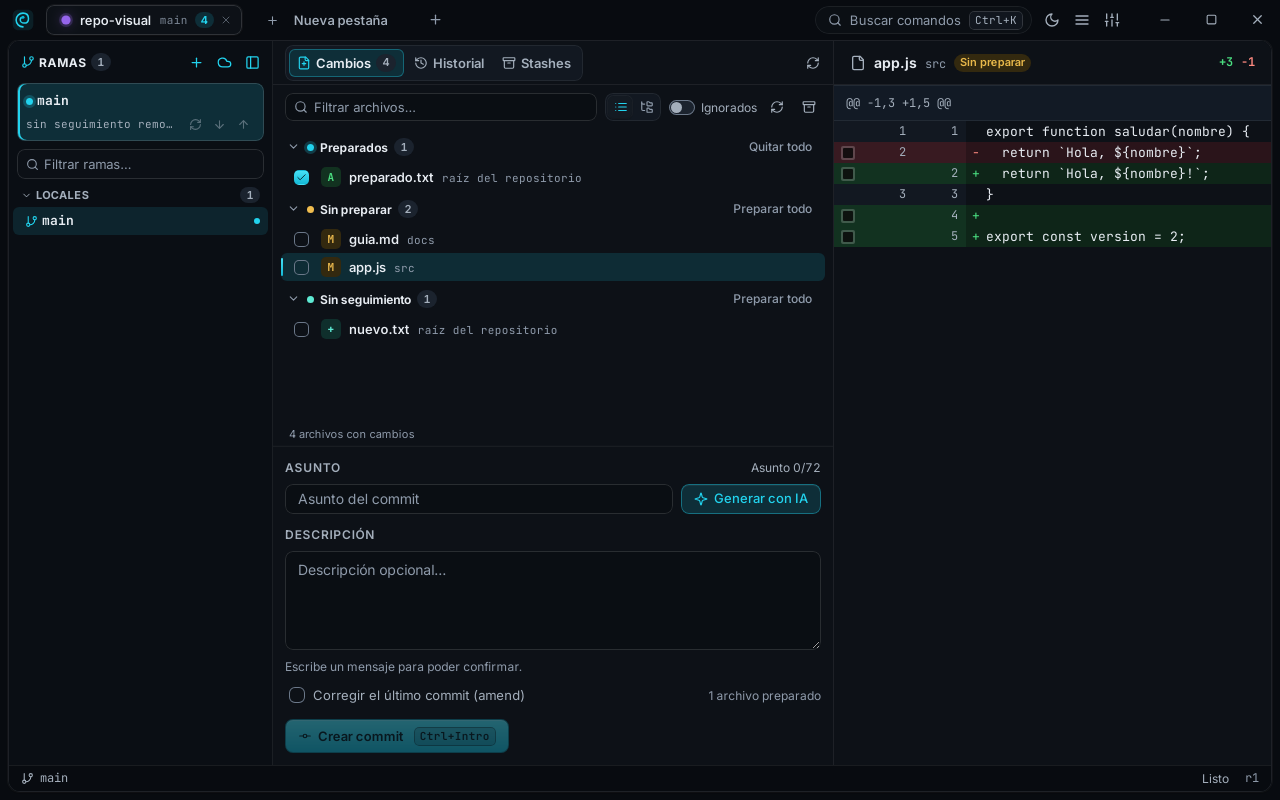 repo-visual main 4
Nueva pestaña
Buscar comandos Ctrl+K
RAMAS 1
main
sin seguimiento remo…
Filtrar ramas...
LOCALES 1
main
Cambios 4
Historial
Stashes
Filtrar archivos...
Ignorados
Preparados 1 Quitar todo
A preparado.txt raíz del repositorio
Sin preparar 2 Preparar todo
M guia.md docs
M app.js src
Sin seguimiento 1 Preparar todo
+ nuevo.txt raíz del repositorio
4 archivos con cambios
ASUNTO Asunto 0/72
Asunto del commit
Generar con IA
DESCRIPCIÓN
Descripción opcional...
Escribe un mensaje para poder confirmar.
Corregir el último commit (amend) 1 archivo preparado
Crear commit Ctrl+Intro
app.js src Sin preparar +3 -1
@@ -1,3 +1,5 @@
1 1 export function saludar(nombre) {
2 - return `Hola, ${nombre}`;
2 + return `Hola, ${nombre}!`;
3 3 }
4 +
5 + export const version = 2;
main
Listo r1